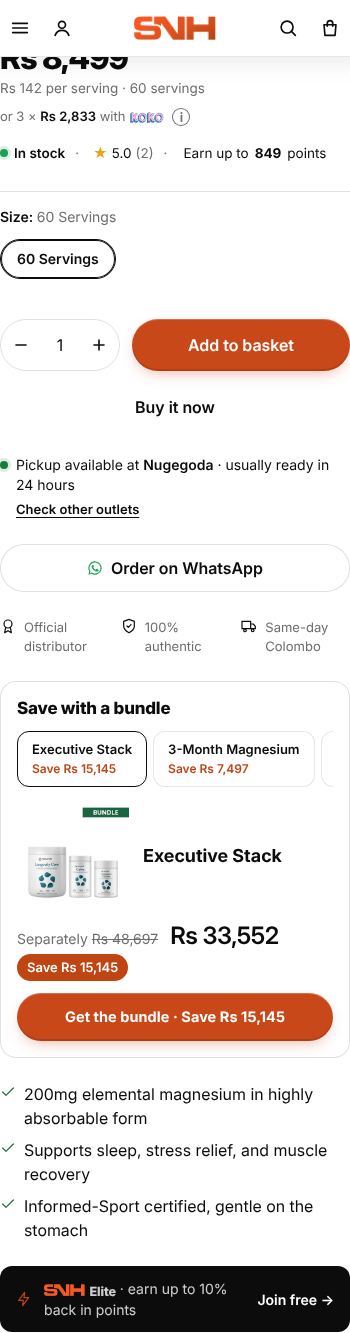 SNH
Rs 8,499
Rs 142 per serving · 60 servings
or 3 × Rs 2,833 with KOKO i
In stock · ★ 5.0 (2) · Earn up to 849 points
Size: 60 Servings
60 Servings
− 1 +
Add to basket
Buy it now
Pickup available at Nugegoda · usually ready in
24 hours
Check other outlets
Order on WhatsApp
Official
distributor
100%
authentic
Same-day
Colombo
Save with a bundle
Executive Stack
Save Rs 15,145
3-Month Magnesium
Save Rs 7,497
BUNDLE
Executive Stack
Separately Rs 48,697 Rs 33,552
Save Rs 15,145
Get the bundle · Save Rs 15,145
200mg elemental magnesium in highly
absorbable form
Supports sleep, stress relief, and muscle
recovery
Informed-Sport certified, gentle on the
stomach
SNH Elite · earn up to 10%
back in points
Join free →